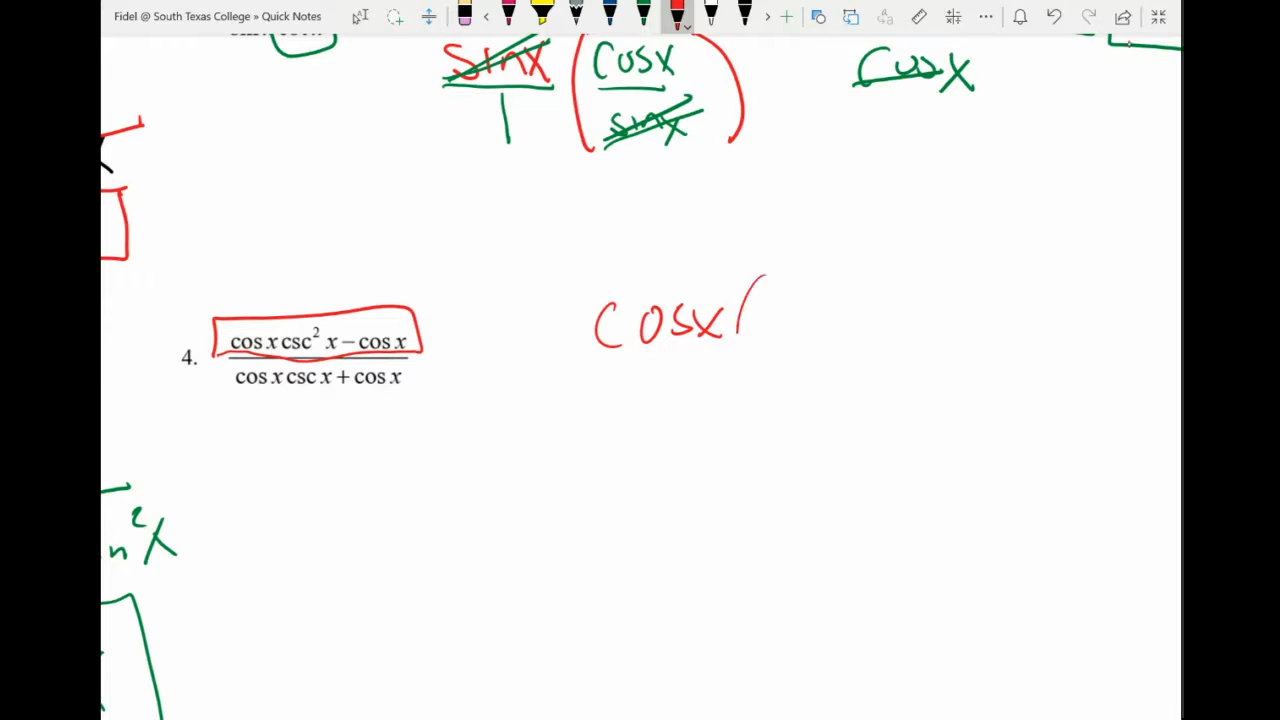 Fidel @ South Texas College » Quick Notes
sinx
cosx
cosx
1
sinx
cosx(
4. cos x csc² x − cos x
cos x csc x + cos x
n²x